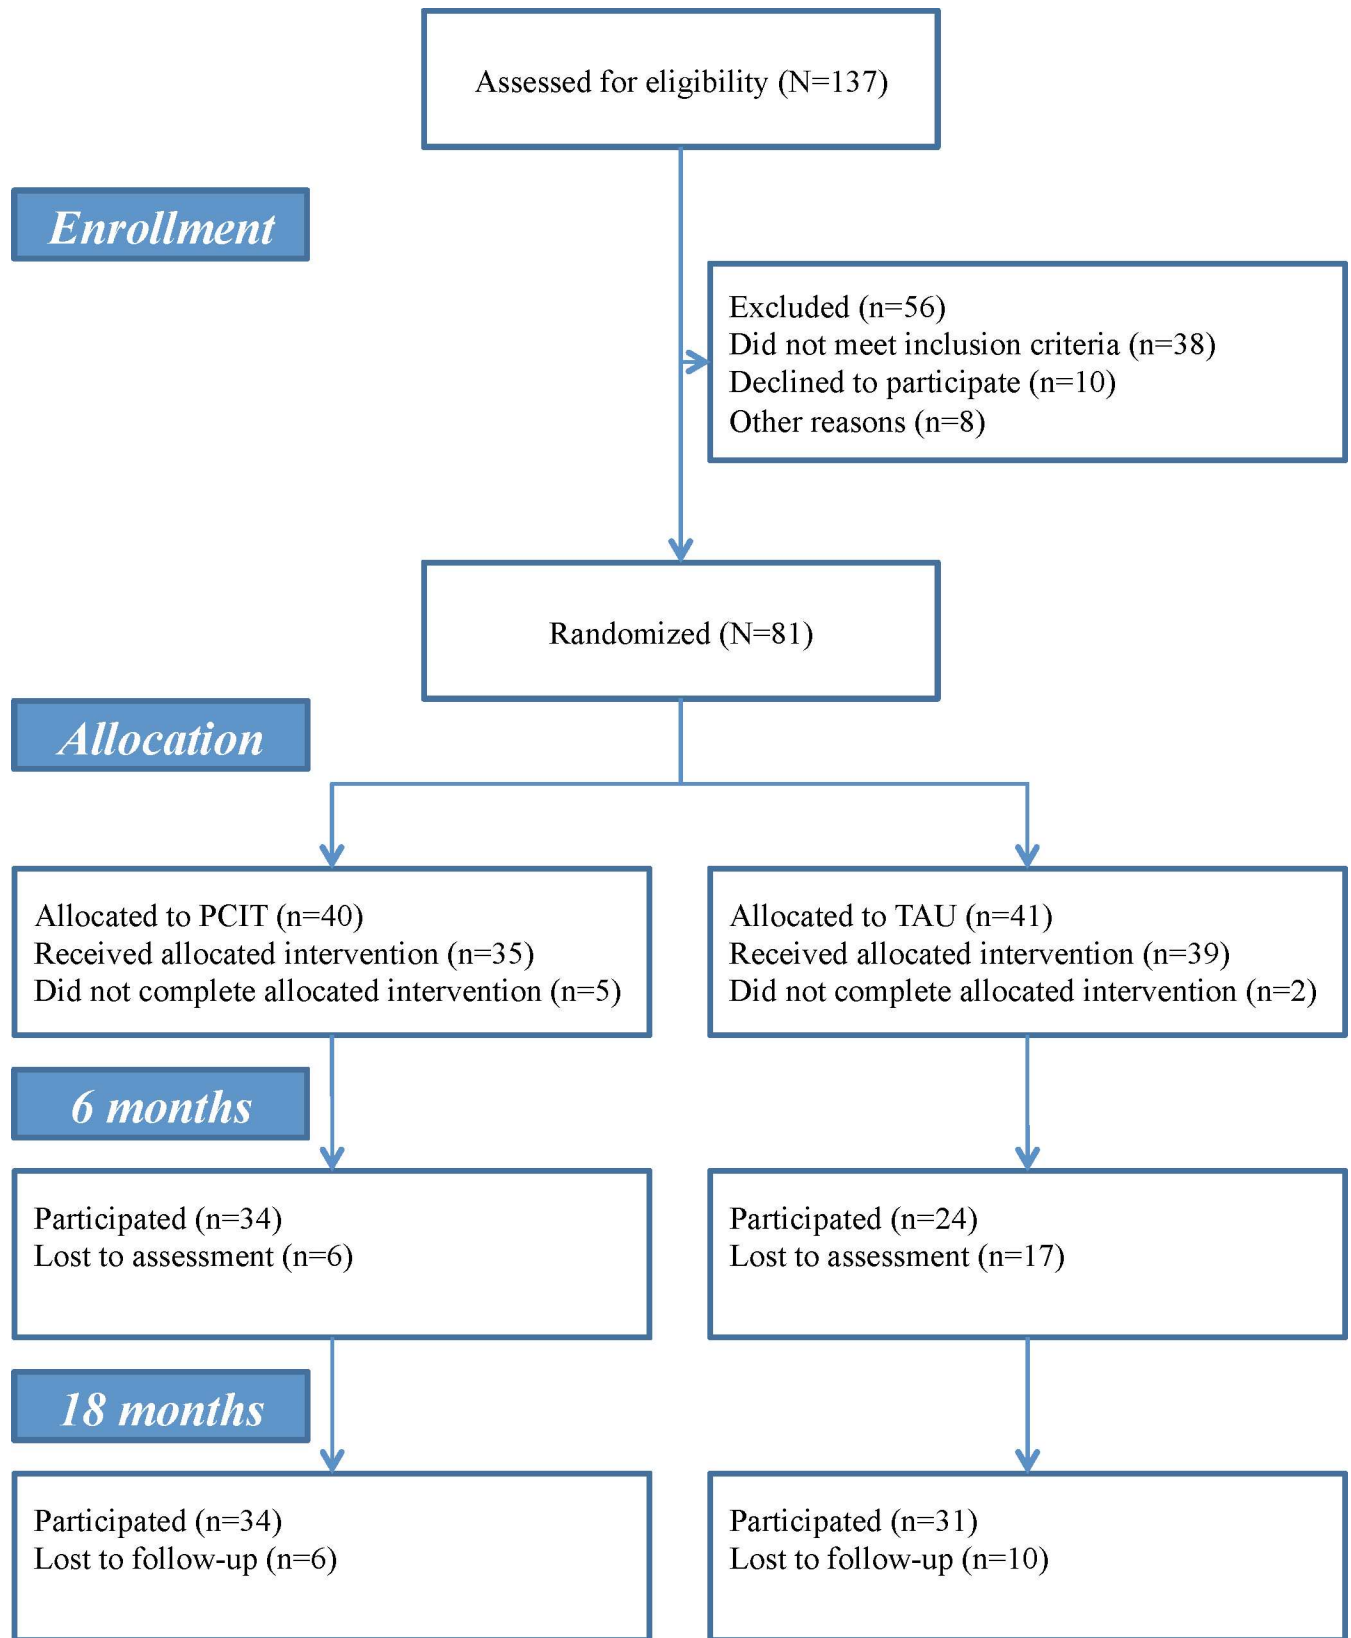 Assessed for eligibility (N=137)
Enrollment
Excluded (n=56)
Did not meet inclusion criteria (n=38)
Declined to participate (n=10)
Other reasons (n=8)
Randomized (N=81)
Allocation
Allocated to PCIT (n=40)
Received allocated intervention (n=35)
Did not complete allocated intervention (n=5)
Allocated to TAU (n=41)
Received allocated intervention (n=39)
Did not complete allocated intervention (n=2)
6 months
Participated (n=34)
Lost to assessment (n=6)
Participated (n=24)
Lost to assessment (n=17)
18 months
Participated (n=34)
Lost to follow-up (n=6)
Participated (n=31)
Lost to follow-up (n=10)